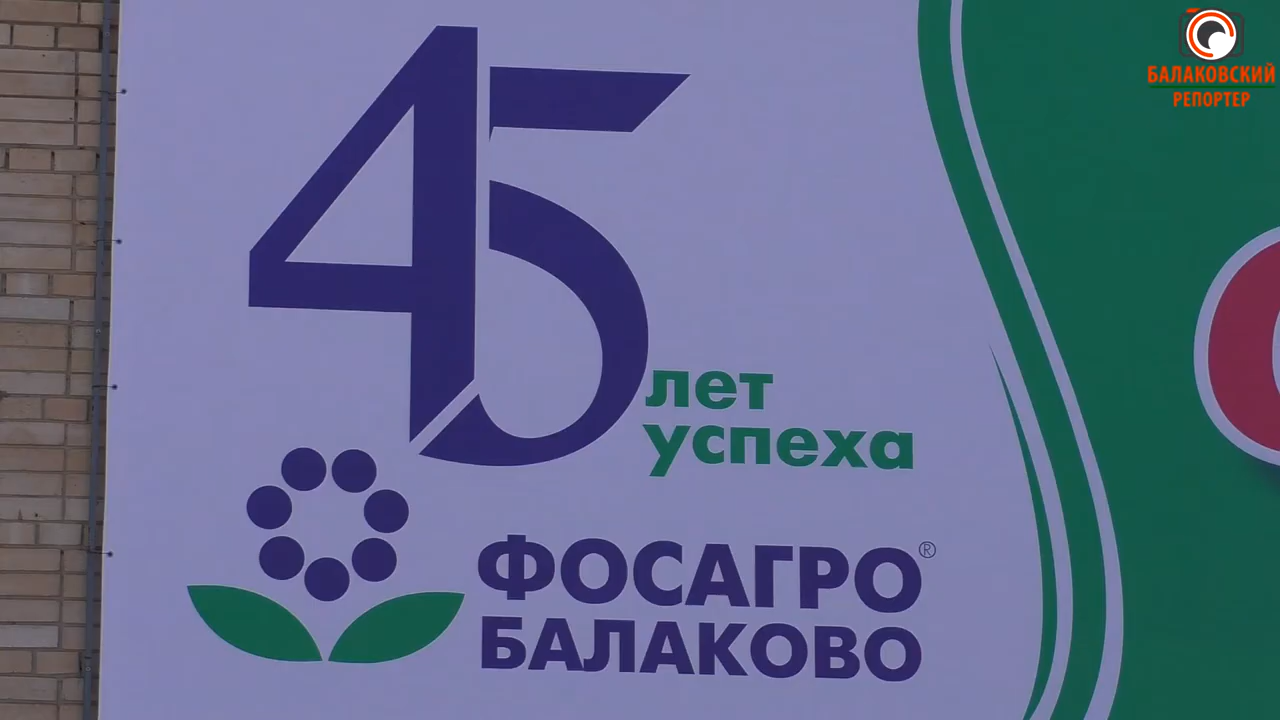 45
лет
успеха
ФОСАГРО®
БАЛАКОВО
БАЛАКОВСКИЙ
РЕПОРТЕР